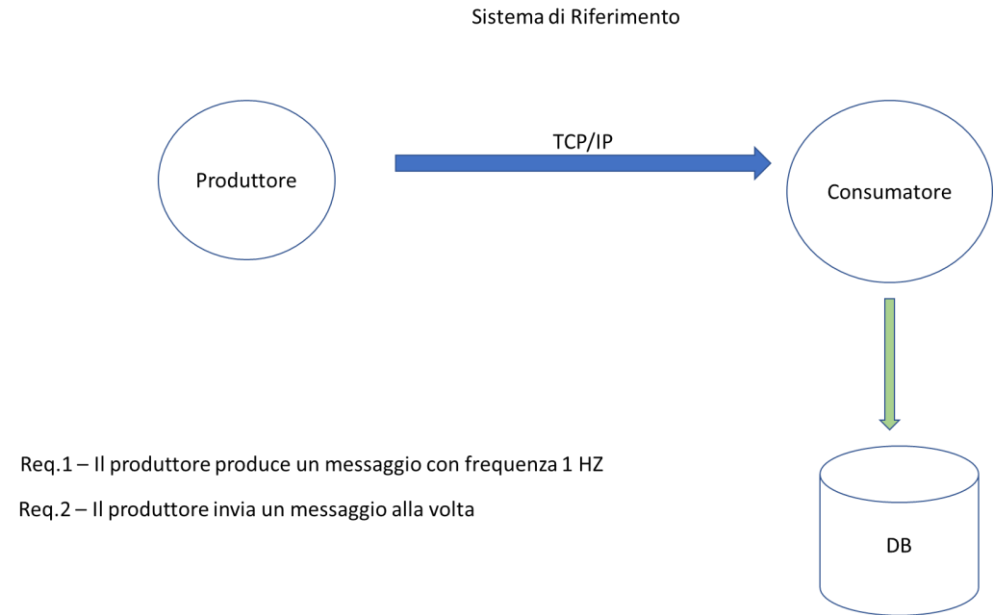 Sistema di Riferimento
TCP/IP
Produttore
Consumatore
Req.1 – Il produttore produce un messaggio con frequenza 1 HZ
Req.2 – Il produttore invia un messaggio alla volta
DB